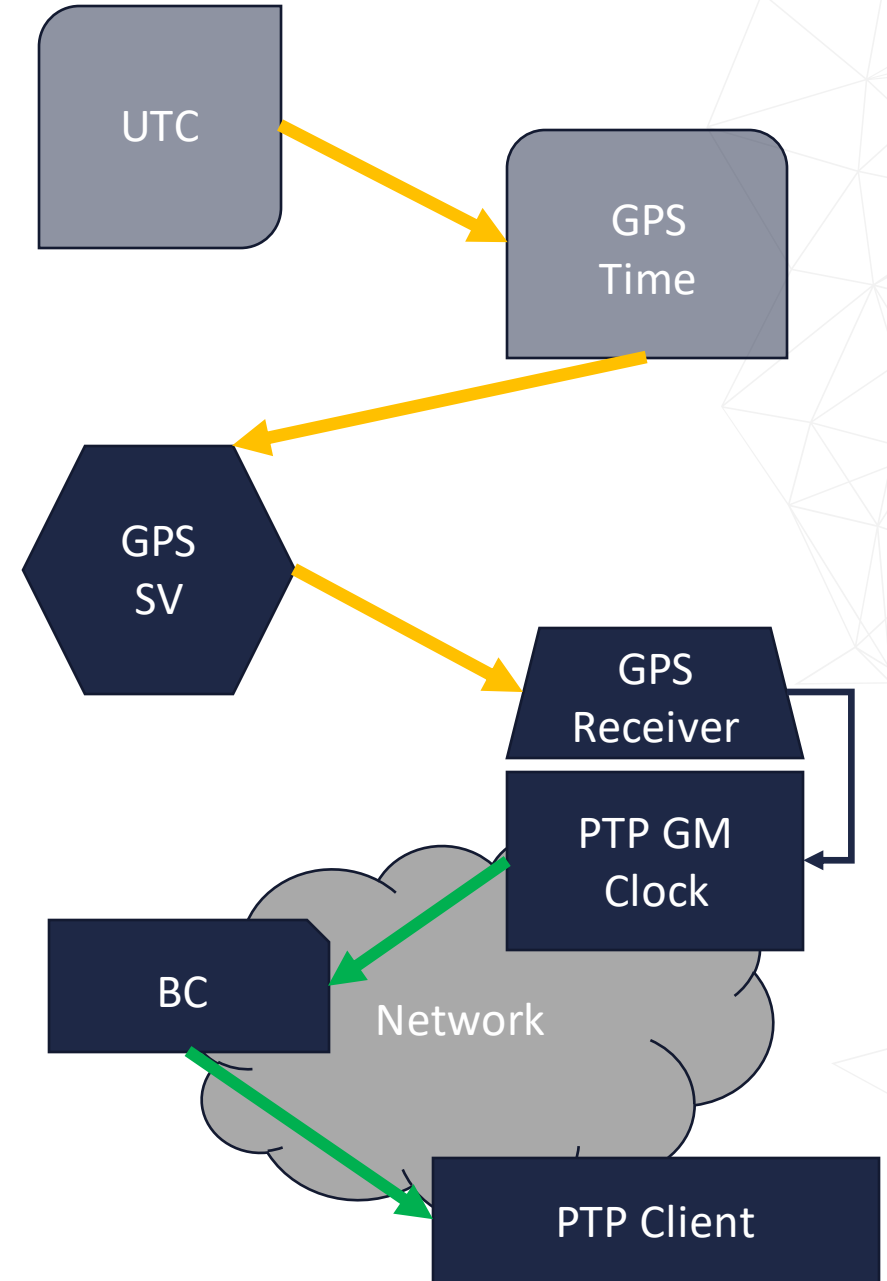 UTC
GPS
Time
GPS
SV
GPS
Receiver
PTP GM
Clock
BC
Network
PTP Client